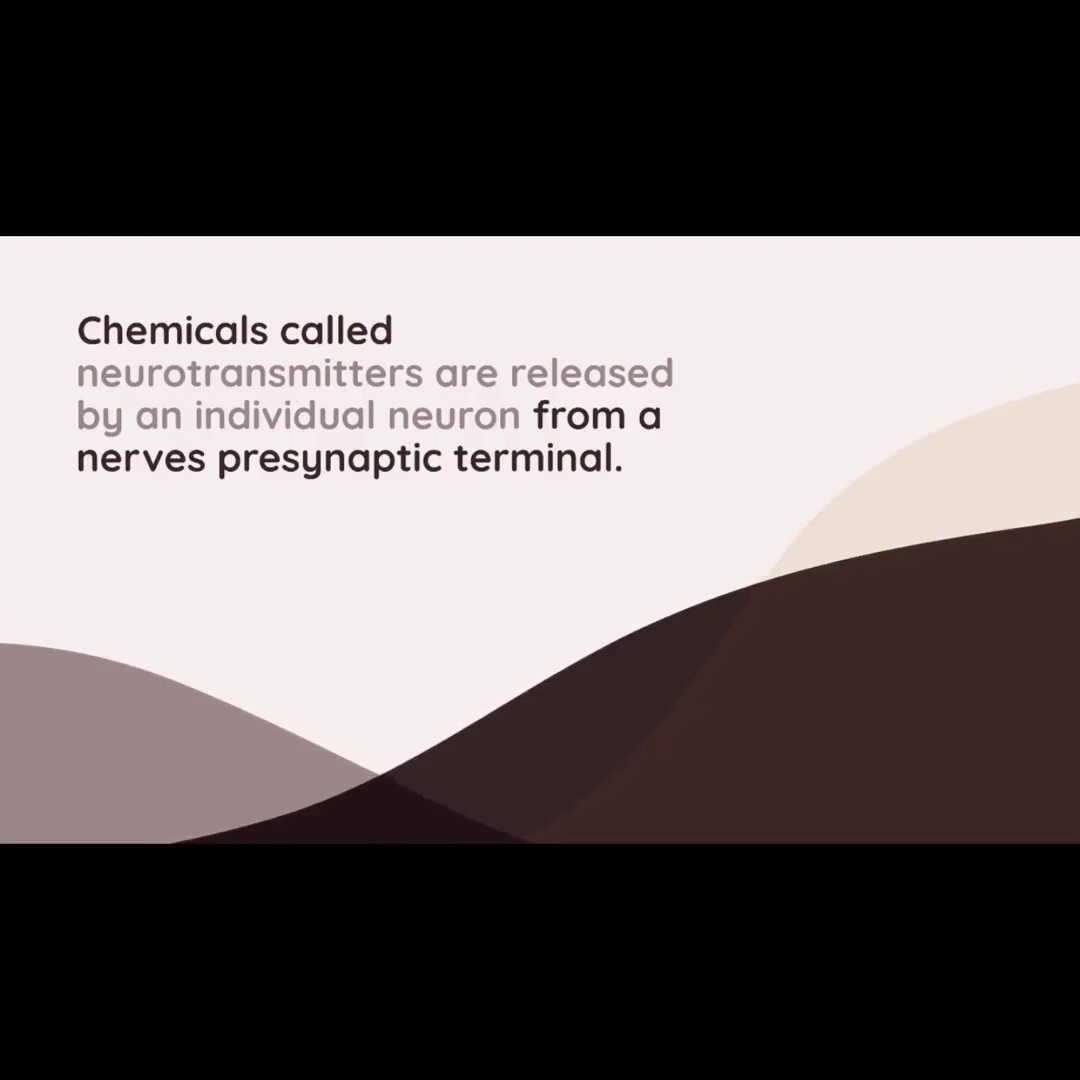 Chemicals called
neurotransmitters are released
by an individual neuron from a
nerves presynaptic terminal.